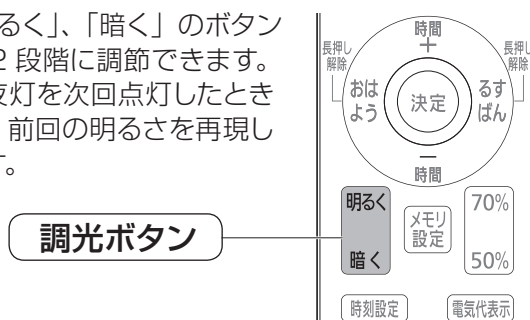 るく」、「暗く」のボタン
2 段階に調節できます。
夜灯を次回点灯したとき
前回の明るさを再現し
す。
調光ボタン
時間
+
長押し
解除
長押し
解除
おは
よう
決定
るす
ばん
−
時間
明るく
メモリ
設定
70%
暗く
50%
時刻設定
電気代表示